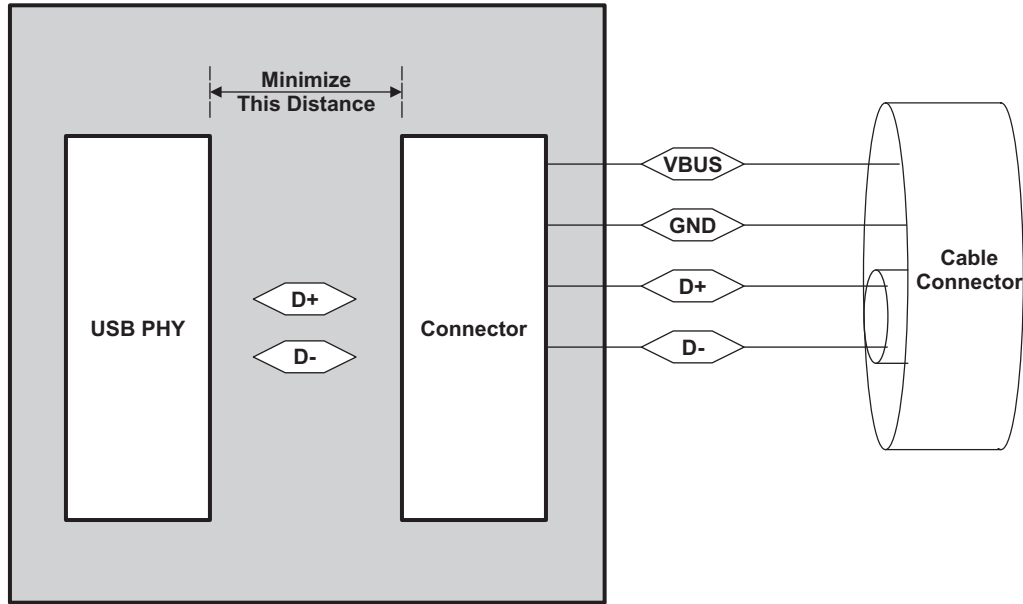 Minimize
This Distance
USB PHY
D+
D-
Connector
VBUS
GND
D+
D-
Cable
Connector